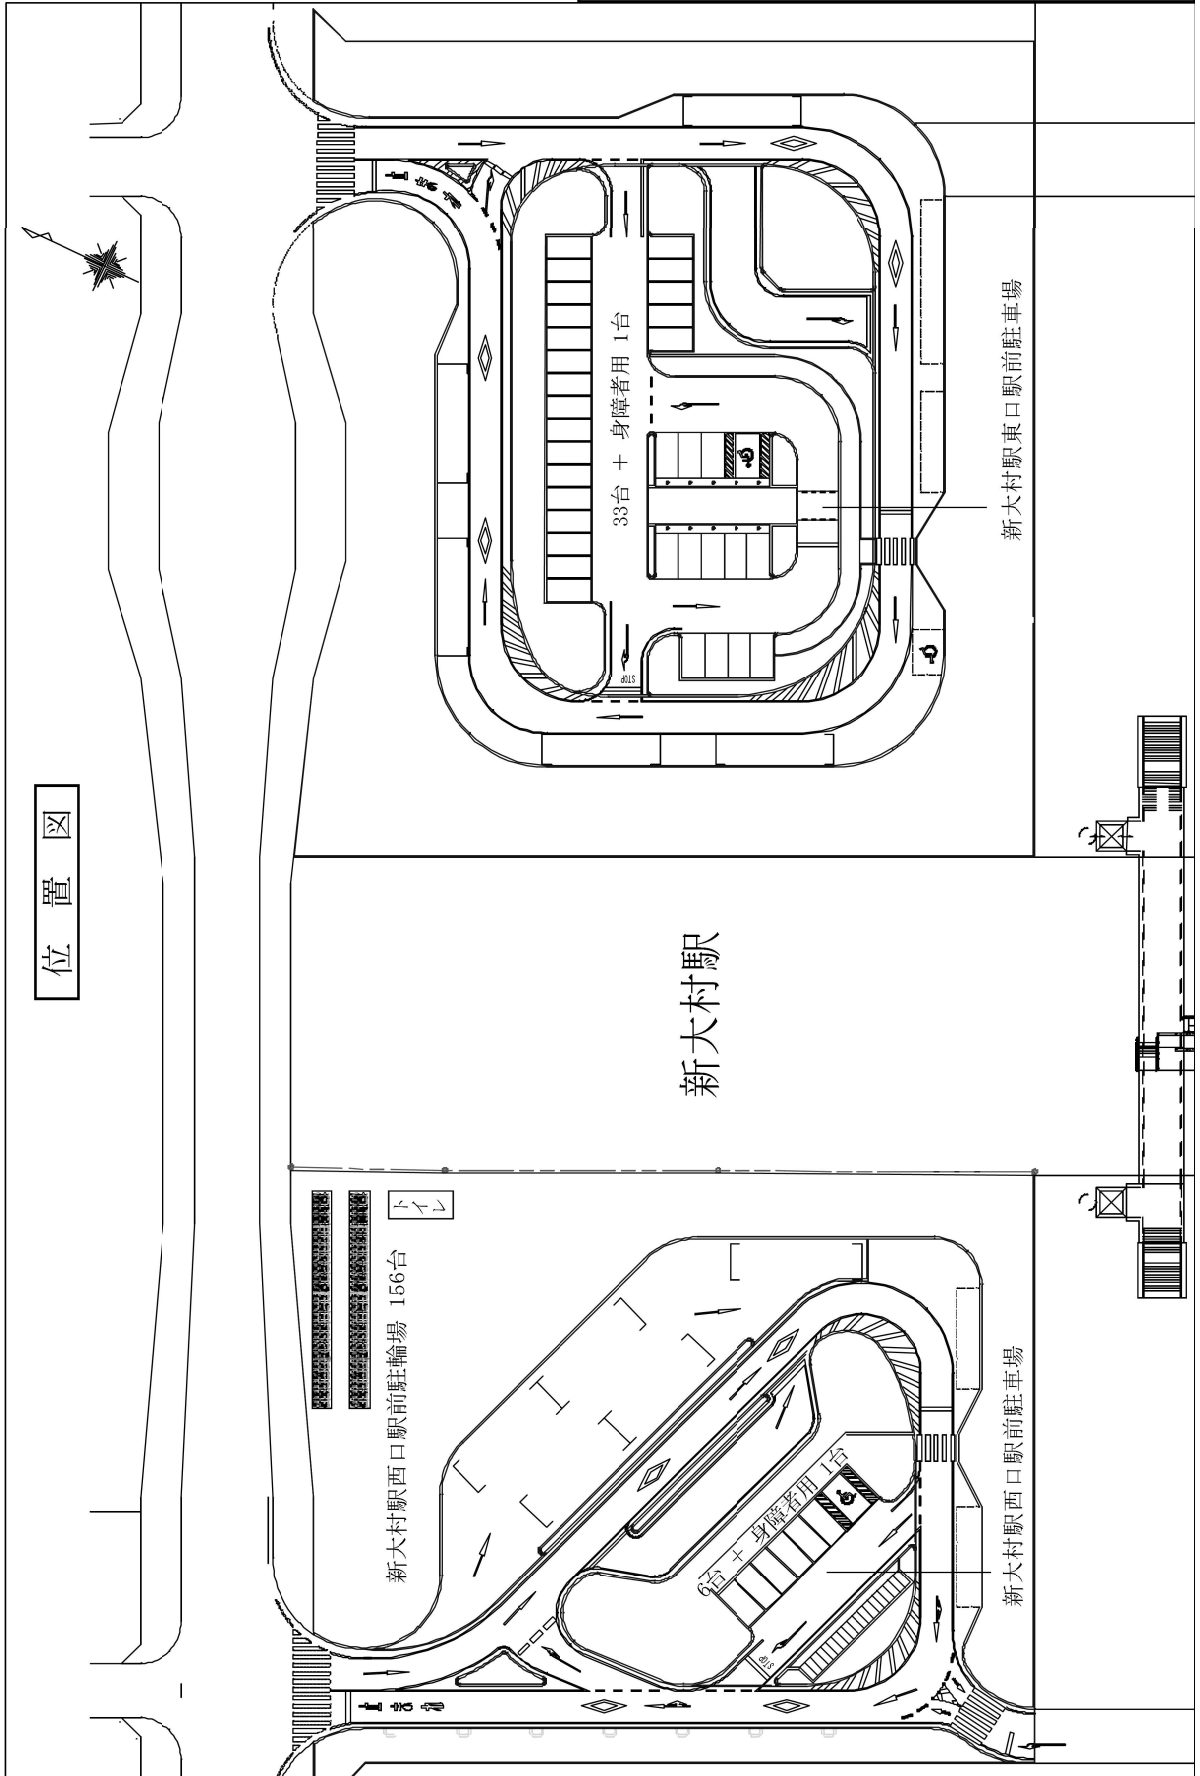 位置図
新大村駅
33台 + 身障者用 1台
STOP
新大村駅東口駅前駐車場
トイレ
新大村駅西口駅前駐輪場 156台
6台 + 身障者用 1台
STOP
新大村駅西口駅前駐車場